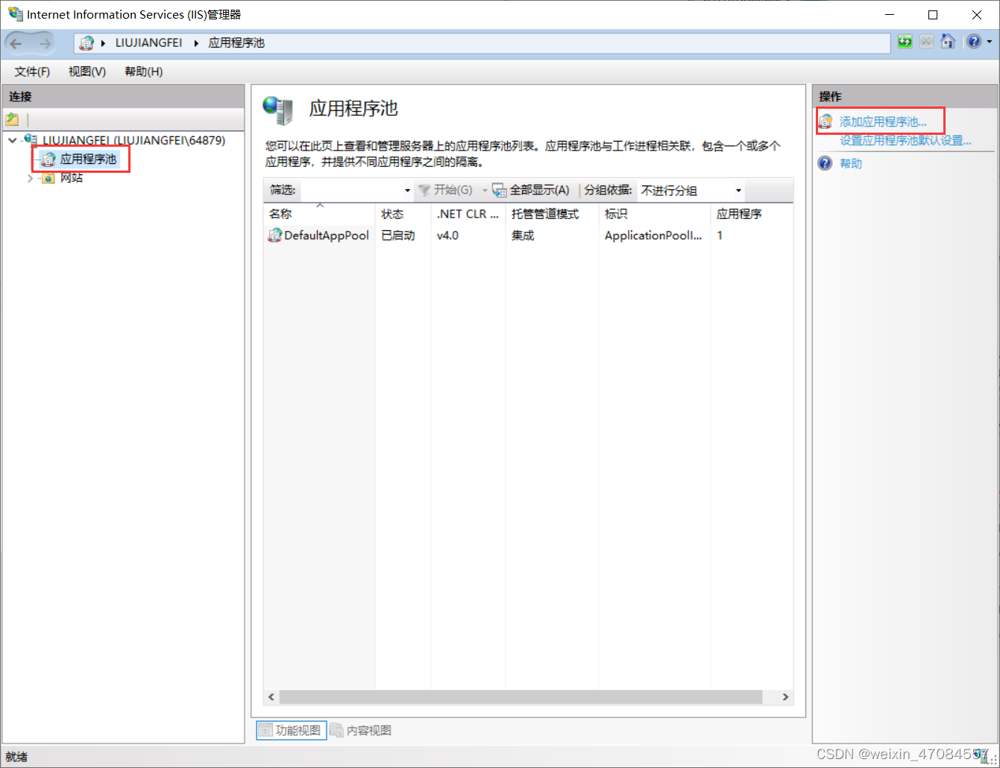 Internet Information Services (IIS)管理器
LIUJIANGFEI
应用程序池
文件(F) 视图(V) 帮助(H)
连接
LIUJIANGFEI (LIUJIANGFEI\64879)
应用程序池
网站
应用程序池
您可以在此页上查看和管理服务器上的应用程序池列表。应用程序池与工作进程相关联，包含一个或多个
应用程序，并提供不同应用程序之间的隔离。
筛选: 开始(G) 全部显示(A) 分组依据: 不进行分组
名称 状态 .NET CLR ... 托管管道模式 标识 应用程序
DefaultAppPool 已启动 v4.0 集成 ApplicationPoolI... 1
功能视图 内容视图
操作
添加应用程序池...
设置应用程序池默认设置...
帮助
就绪
CSDN @weixin_47084557